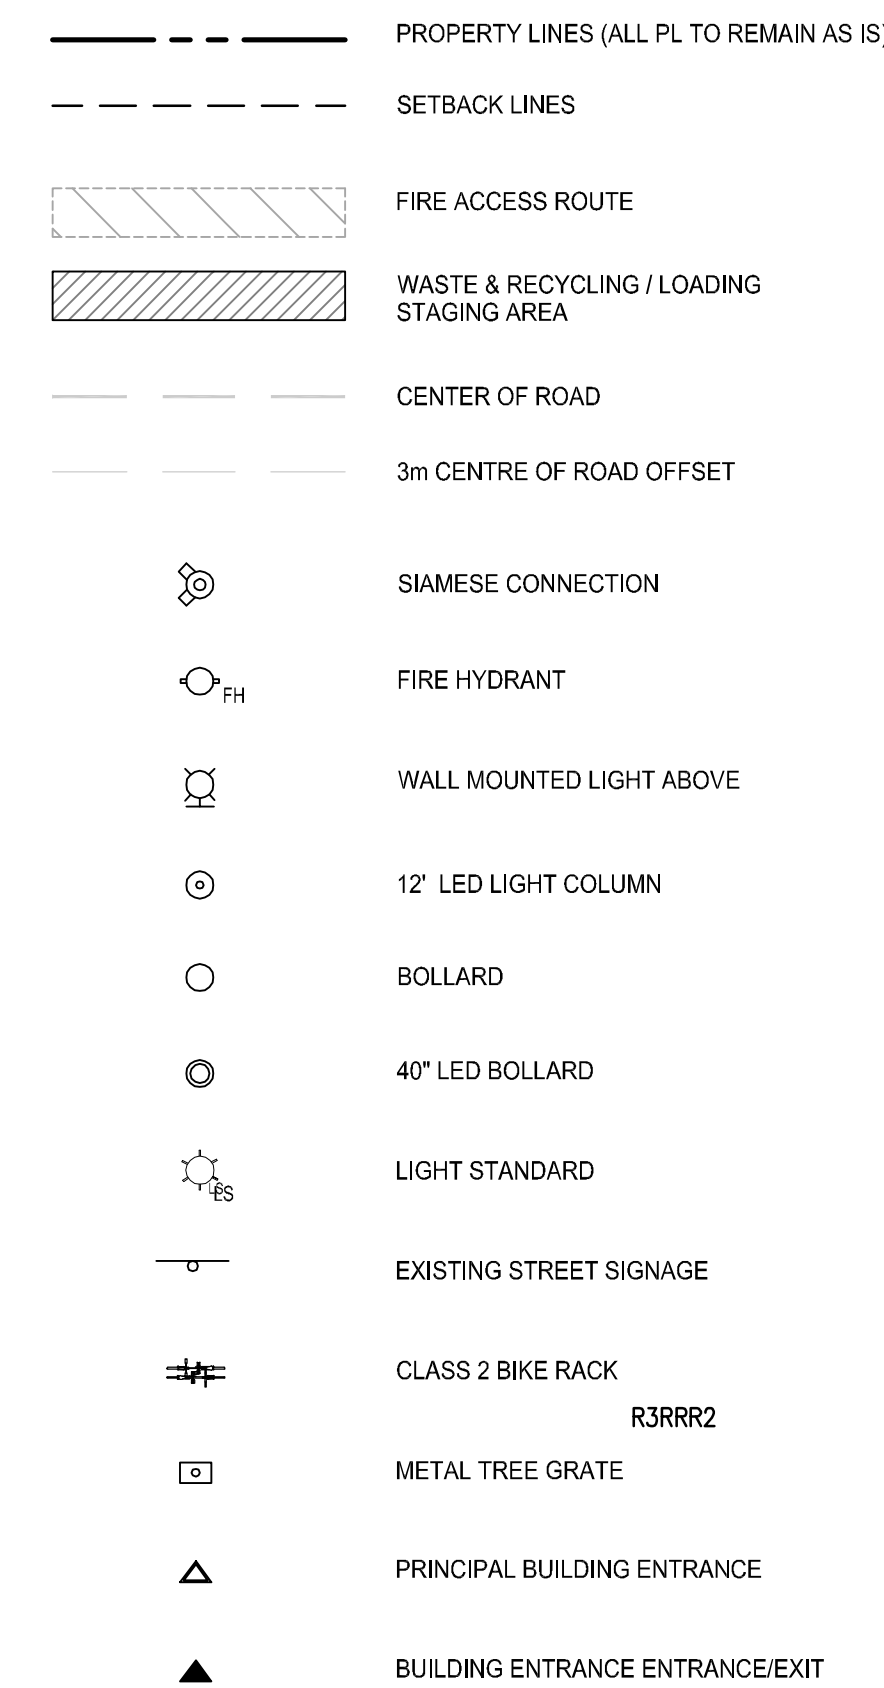 PROPERTY LINES (ALL PL TO REMAIN AS IS)
SETBACK LINES
FIRE ACCESS ROUTE
WASTE & RECYCLING / LOADING
STAGING AREA
CENTER OF ROAD
3m CENTRE OF ROAD OFFSET
SIAMESE CONNECTION
FH
FIRE HYDRANT
WALL MOUNTED LIGHT ABOVE
12' LED LIGHT COLUMN
BOLLARD
40" LED BOLLARD
LIGHT STANDARD
EXISTING STREET SIGNAGE
CLASS 2 BIKE RACK
R3RRR2
METAL TREE GRATE
PRINCIPAL BUILDING ENTRANCE
BUILDING ENTRANCE ENTRANCE/EXIT